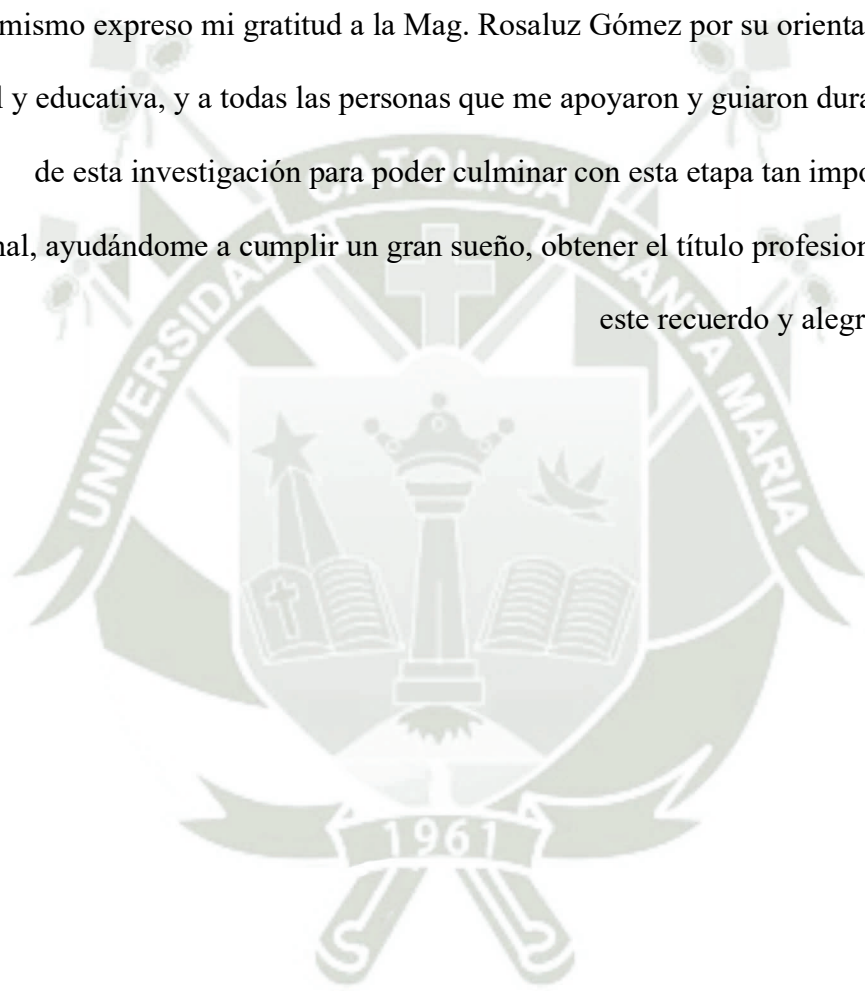 mismo expreso mi gratitud a la Mag. Rosaluz Gómez por su orienta
l y educativa, y a todas las personas que me apoyaron y guiaron dura
de esta investigación para poder culminar con esta etapa tan impo
nal, ayudándome a cumplir un gran sueño, obtener el título profesion
este recuerdo y alegr
UNIVERSIDAD CATOLICA SANTA MARIA
1961